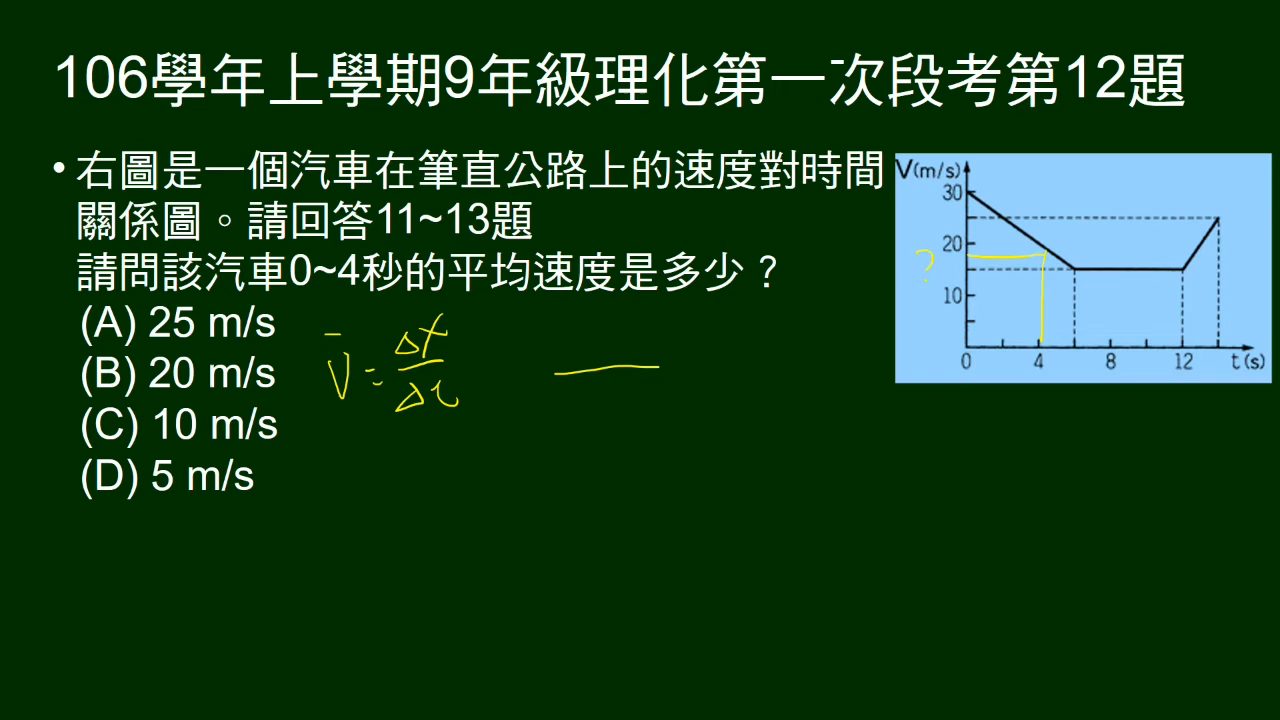 106學年上學期9年級理化第一次段考第12題
• 右圖是一個汽車在筆直公路上的速度對時間
關係圖。請回答11~13題
請問該汽車0~4秒的平均速度是多少？
(A) 25 m/s
(B) 20 m/s
(C) 10 m/s
(D) 5 m/s
V(m/s)
30
20
?
10
0 4 8 12 t(s)